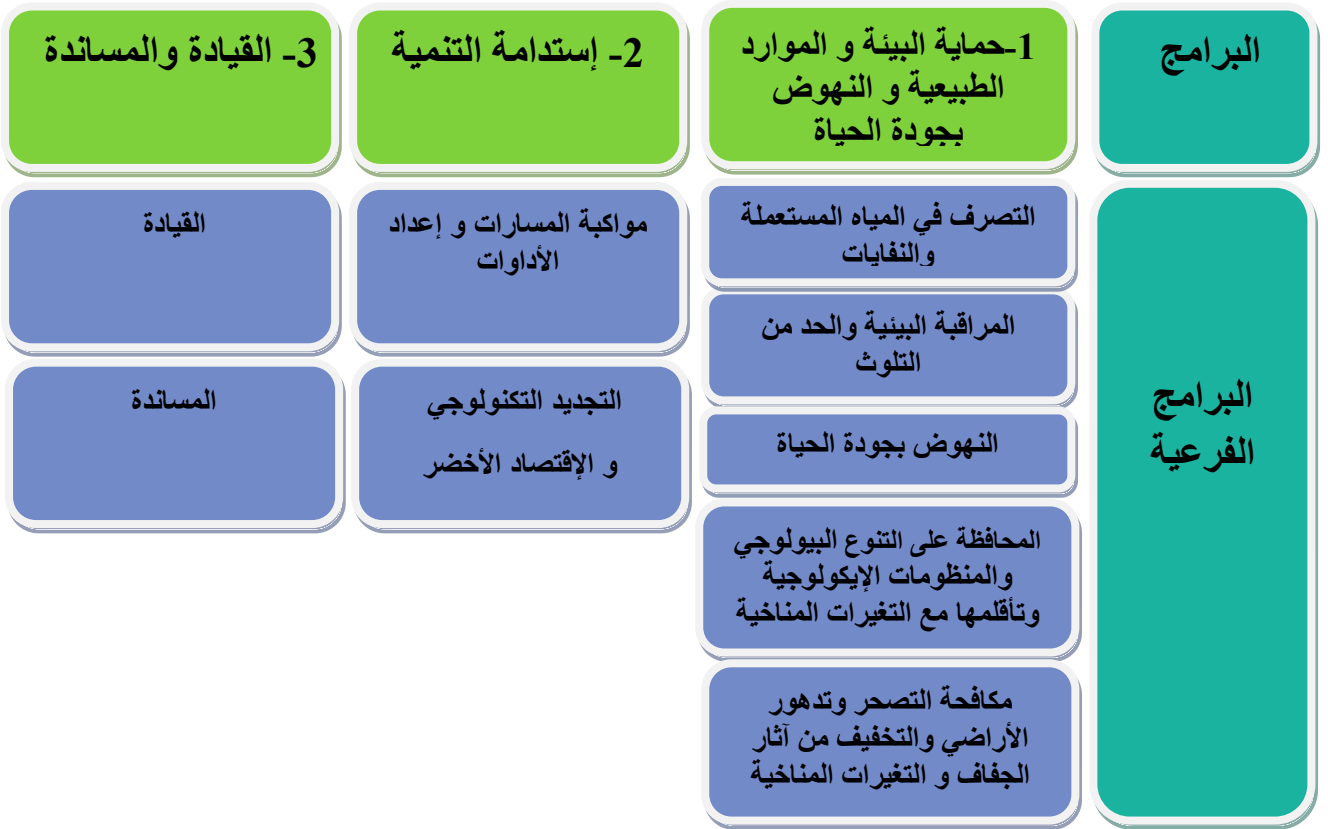 البرامج
1-حماية البيئة و الموارد
الطبيعية و النهوض
بجودة الحياة
2- إستدامة التنمية
3- القيادة والمساندة
البرامج
الفرعية
التصرف في المياه المستعملة
والنفايات
المراقبة البيئية والحد من
التلوث
النهوض بجودة الحياة
المحافظة على التنوع البيولوجي
والمنظومات الإيكولوجية
وتأقلمها مع التغيرات المناخية
مكافحة التصحر وتدهور
الأراضي والتخفيف من آثار
الجفاف و التغيرات المناخية
مواكبة المسارات و إعداد
الأداوات
التجديد التكنولوجي
و الإقتصاد الأخضر
القيادة
المساندة